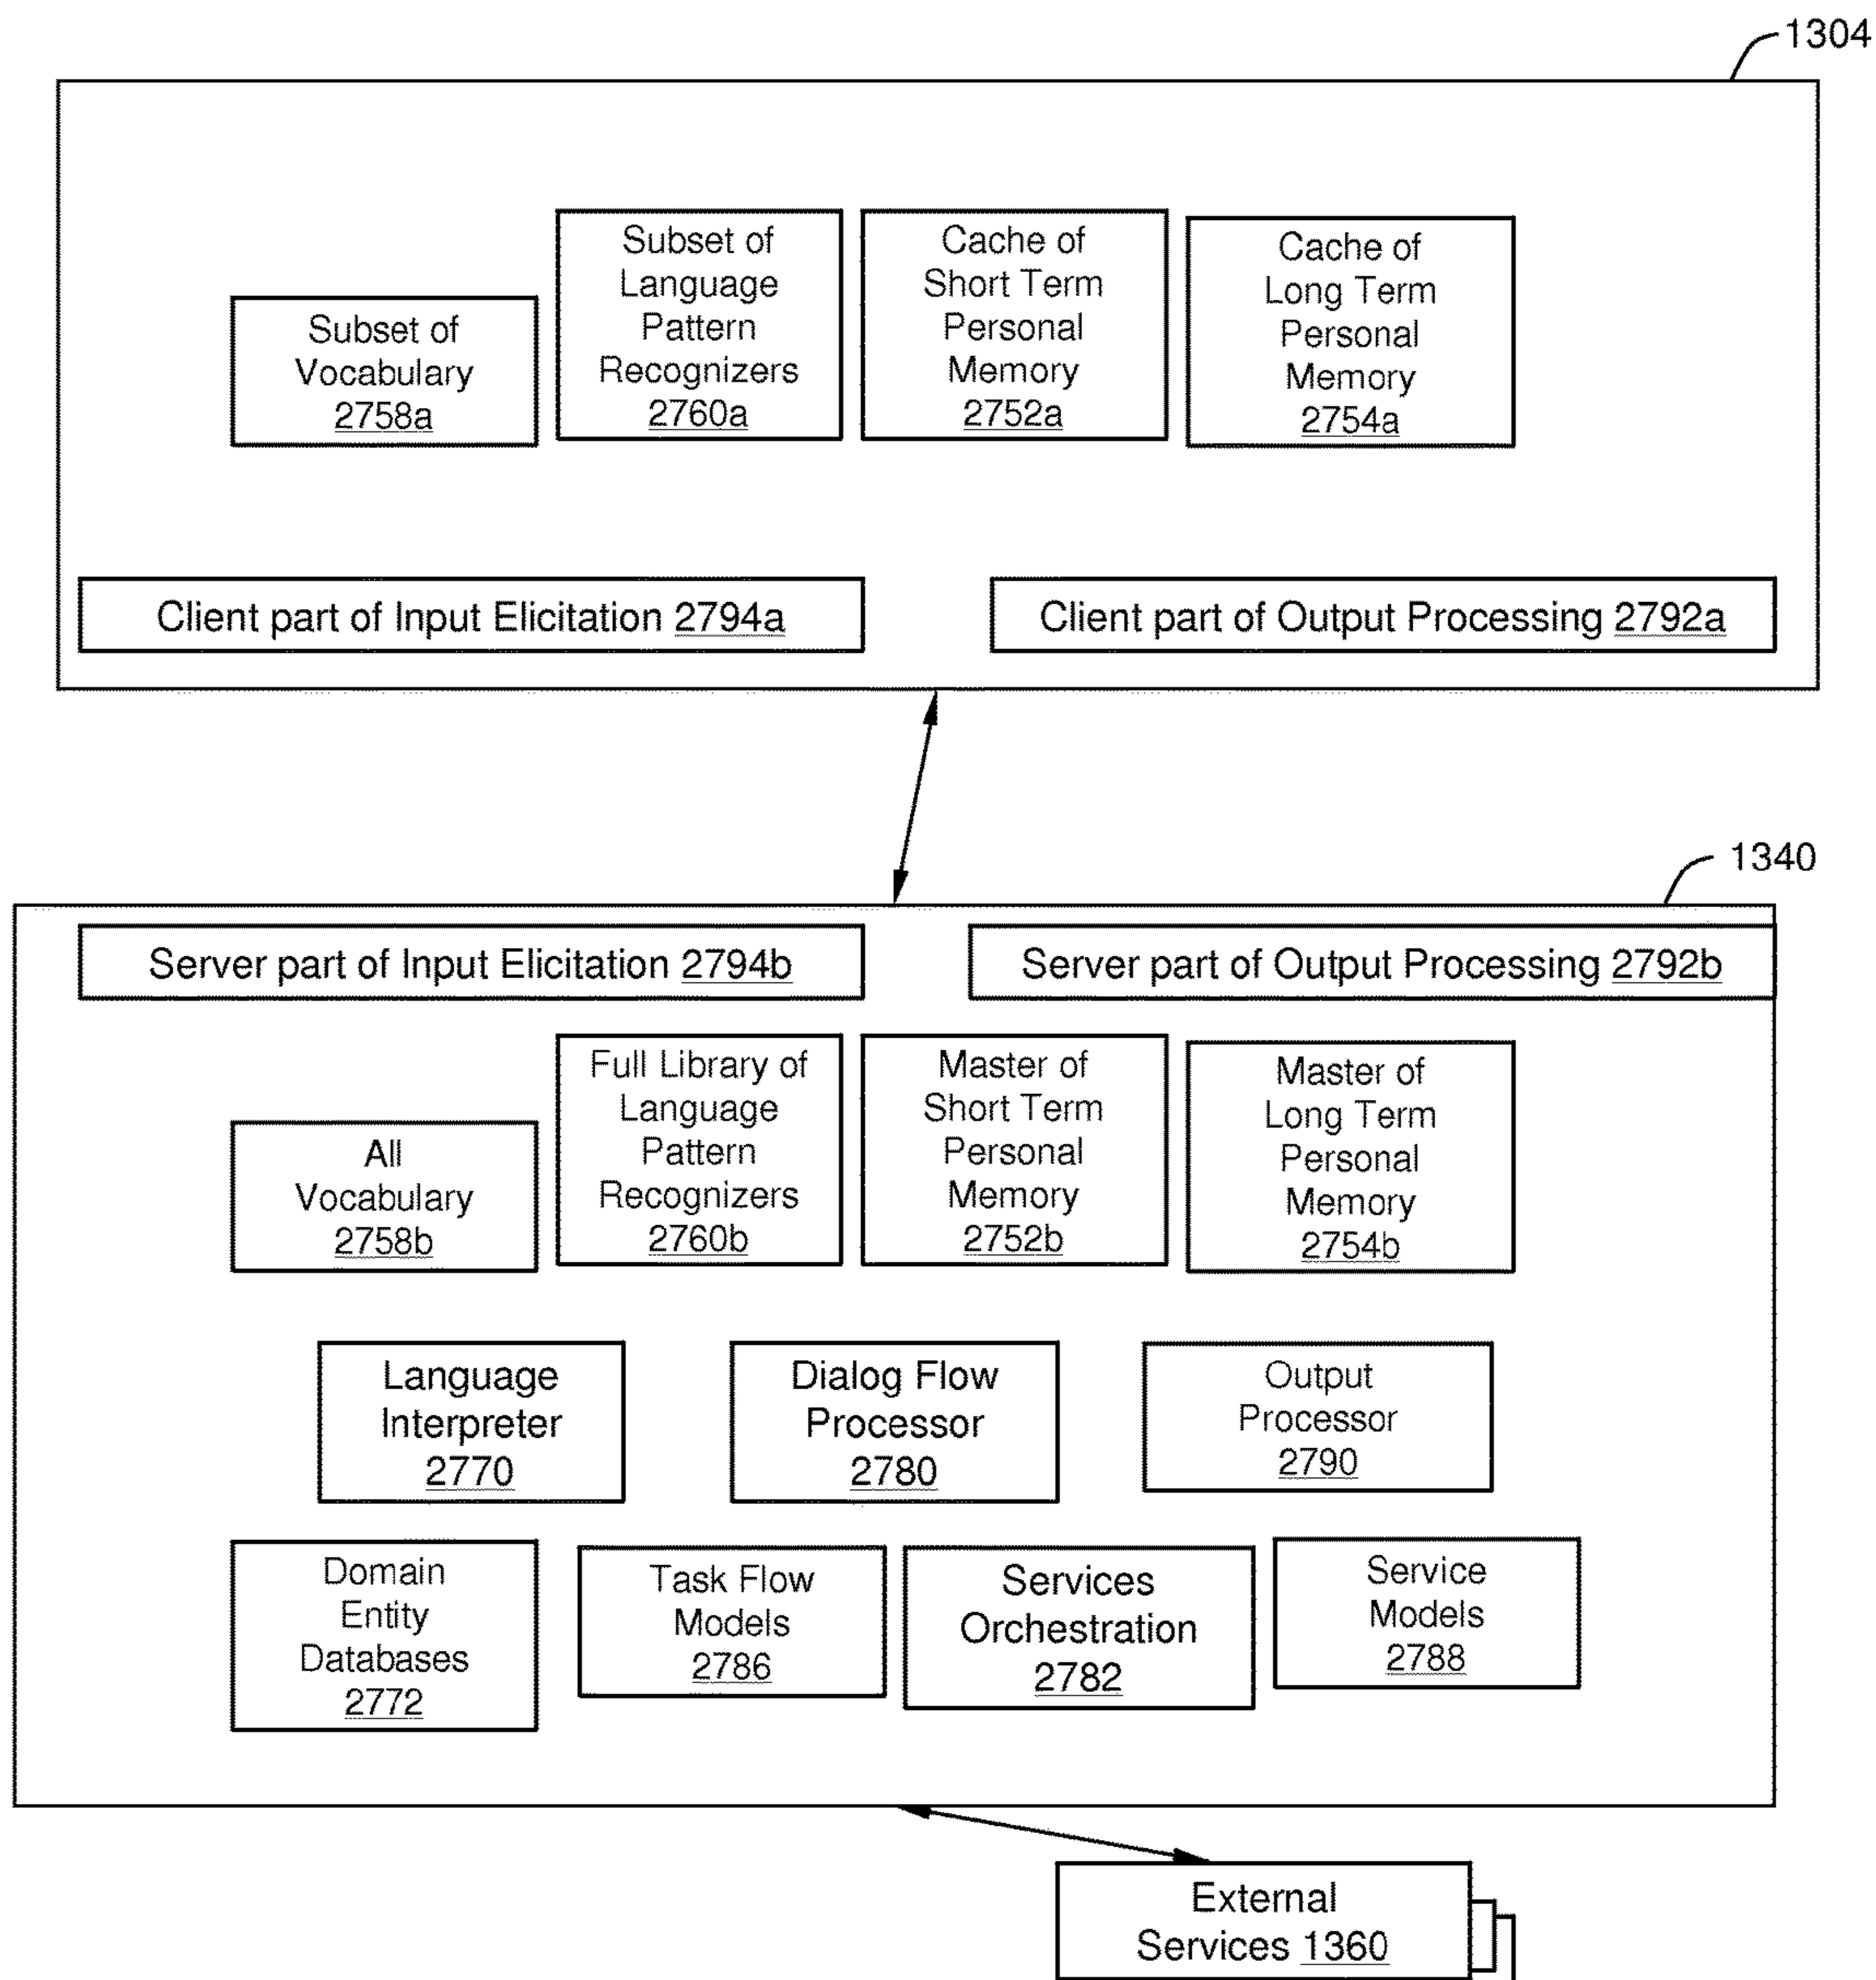 1304
Subset of
Vocabulary
2758a
Subset of
Language
Pattern
Recognizers
2760a
Cache of
Short Term
Personal
Memory
2752a
Cache of
Long Term
Personal
Memory
2754a
Client part of Input Elicitation 2794a
Client part of Output Processing 2792a
1340
Server part of Input Elicitation 2794b
Server part of Output Processing 2792b
All
Vocabulary
2758b
Full Library of
Language
Pattern
Recognizers
2760b
Master of
Short Term
Personal
Memory
2752b
Master of
Long Term
Personal
Memory
2754b
Language
Interpreter
2770
Dialog Flow
Processor
2780
Output
Processor
2790
Domain
Entity
Databases
2772
Task Flow
Models
2786
Services
Orchestration
2782
Service
Models
2788
External
Services 1360